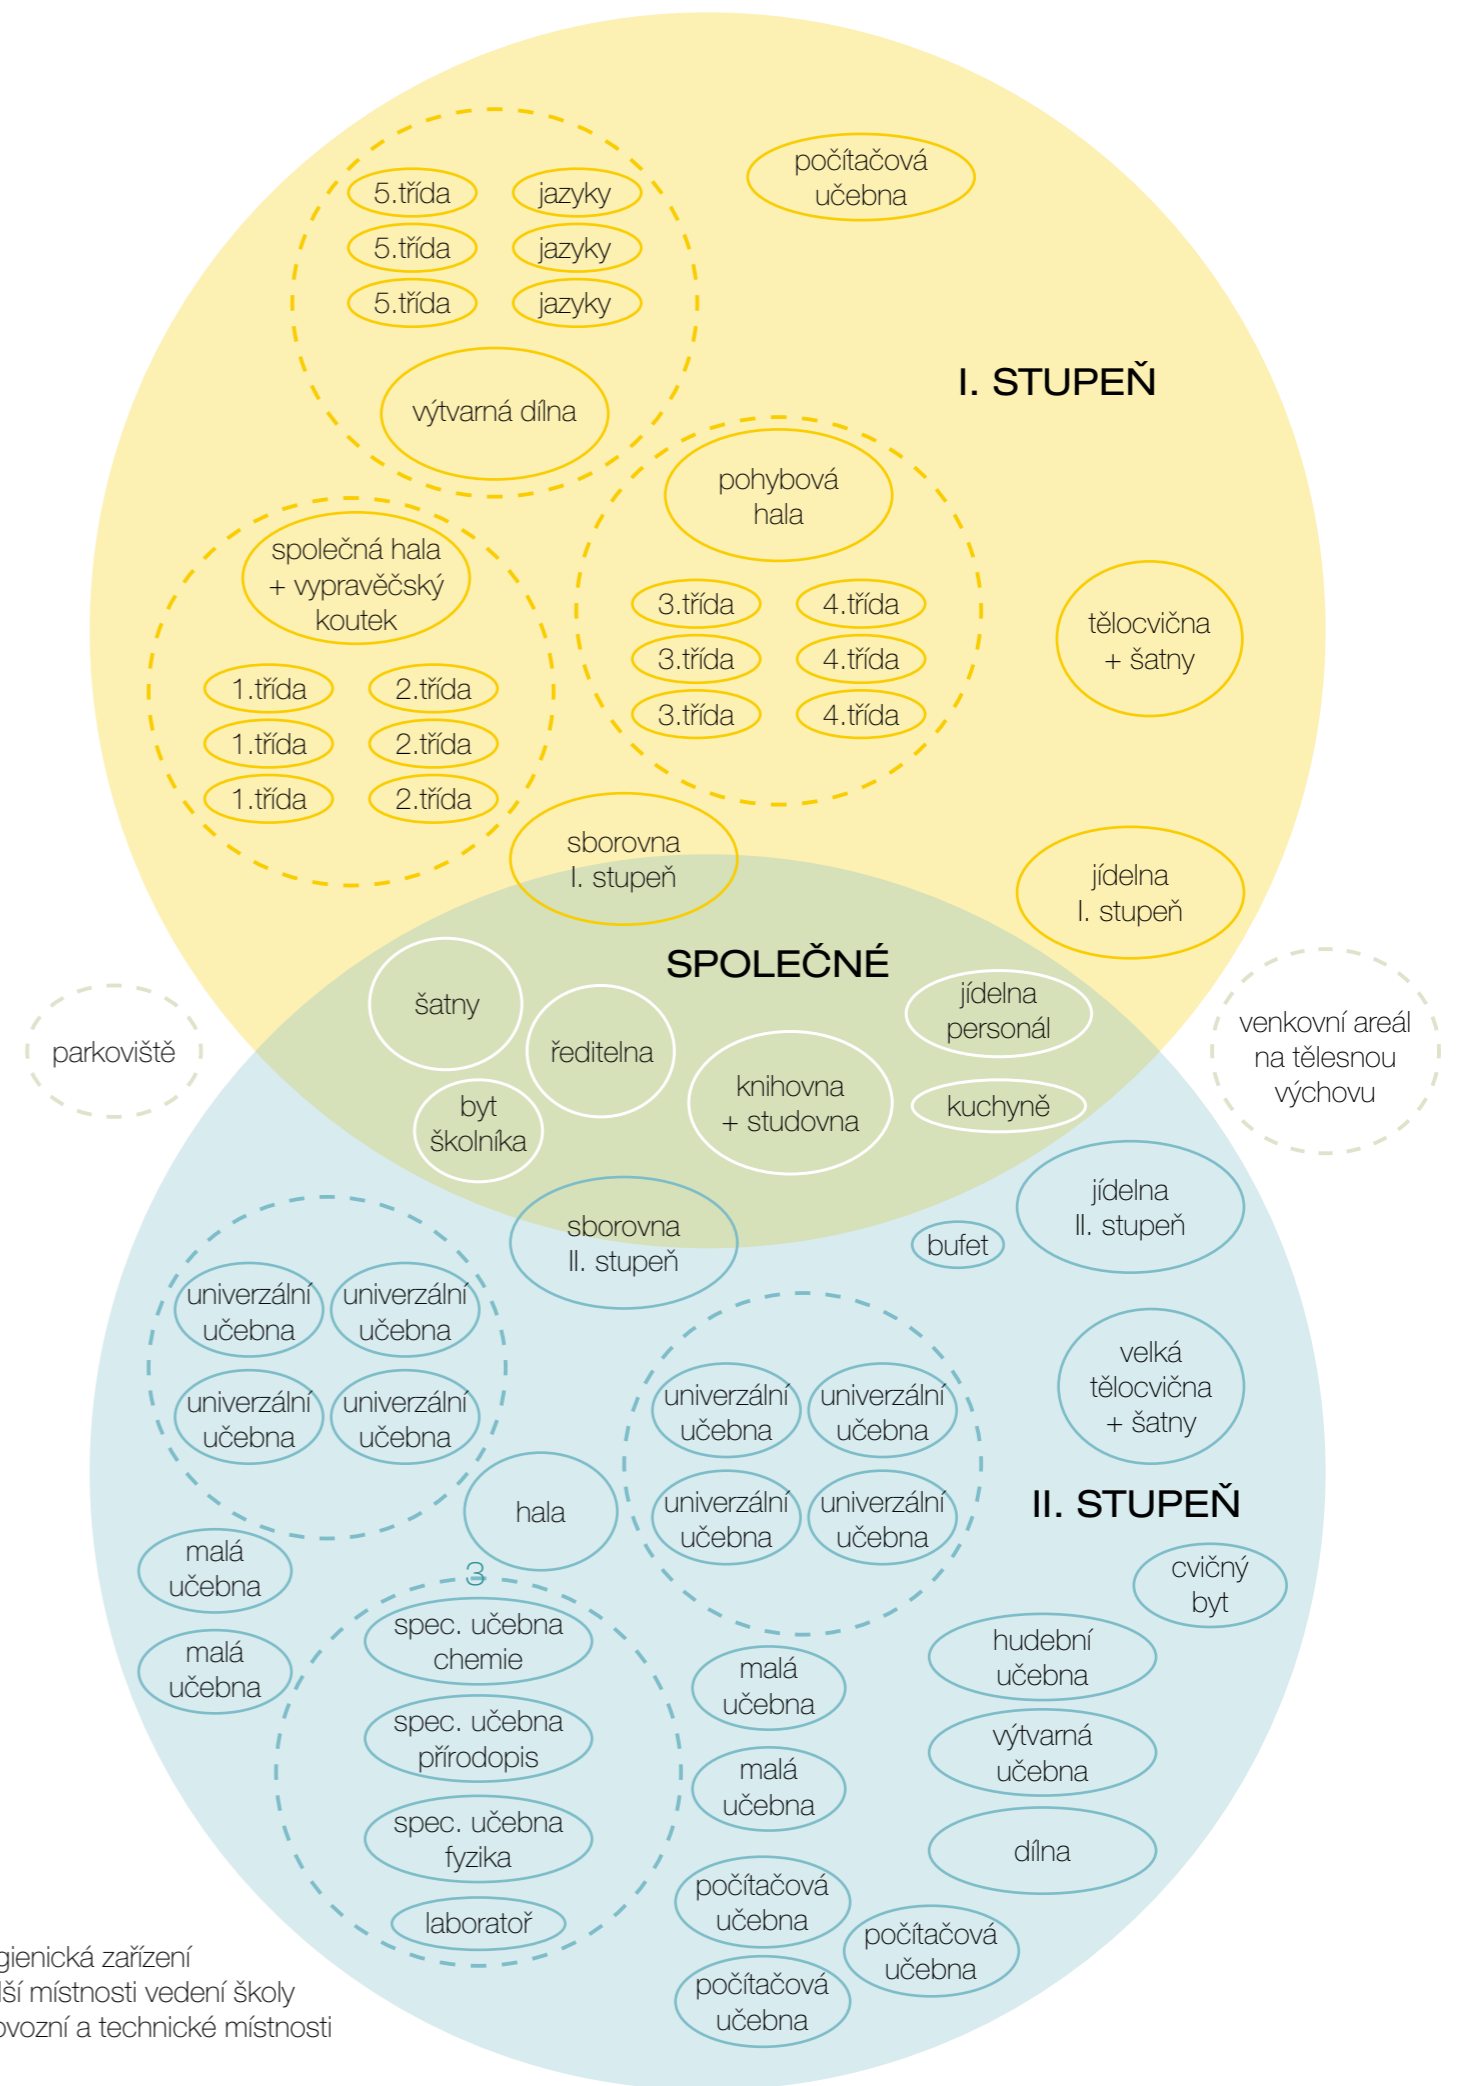 počítačová
učebna
5.třída
jazyky
5.třída
jazyky
5.třída
jazyky
výtvarná dílna
I. STUPEŇ
pohybová
hala
společná hala
+ vypravěčský
koutek
3.třída
4.třída
3.třída
4.třída
3.třída
4.třída
tělocvična
+ šatny
1.třída
2.třída
1.třída
2.třída
1.třída
2.třída
sborovna
I. stupeň
jídelna
I. stupeň
SPOLEČNÉ
šatny
ředitelna
jídelna
personál
parkoviště
venkovní areál
na tělesnou
výchovu
byt
školníka
knihovna
+ studovna
kuchyně
sborovna
II. stupeň
jídelna
II. stupeň
bufet
univerzální
učebna
univerzální
učebna
univerzální
učebna
univerzální
učebna
velká
tělocvična
+ šatny
univerzální
učebna
univerzální
učebna
univerzální
učebna
univerzální
učebna
hala
II. STUPEŇ
malá
učebna
malá
učebna
3
cvičný
byt
spec. učebna
chemie
spec. učebna
přírodopis
spec. učebna
fyzika
laboratoř
malá
učebna
malá
učebna
hudební
učebna
výtvarná
učebna
dílna
počítačová
učebna
počítačová
učebna
počítačová
učebna
gienická zařízení
lší místnosti vedení školy
ovozní a technické místnosti